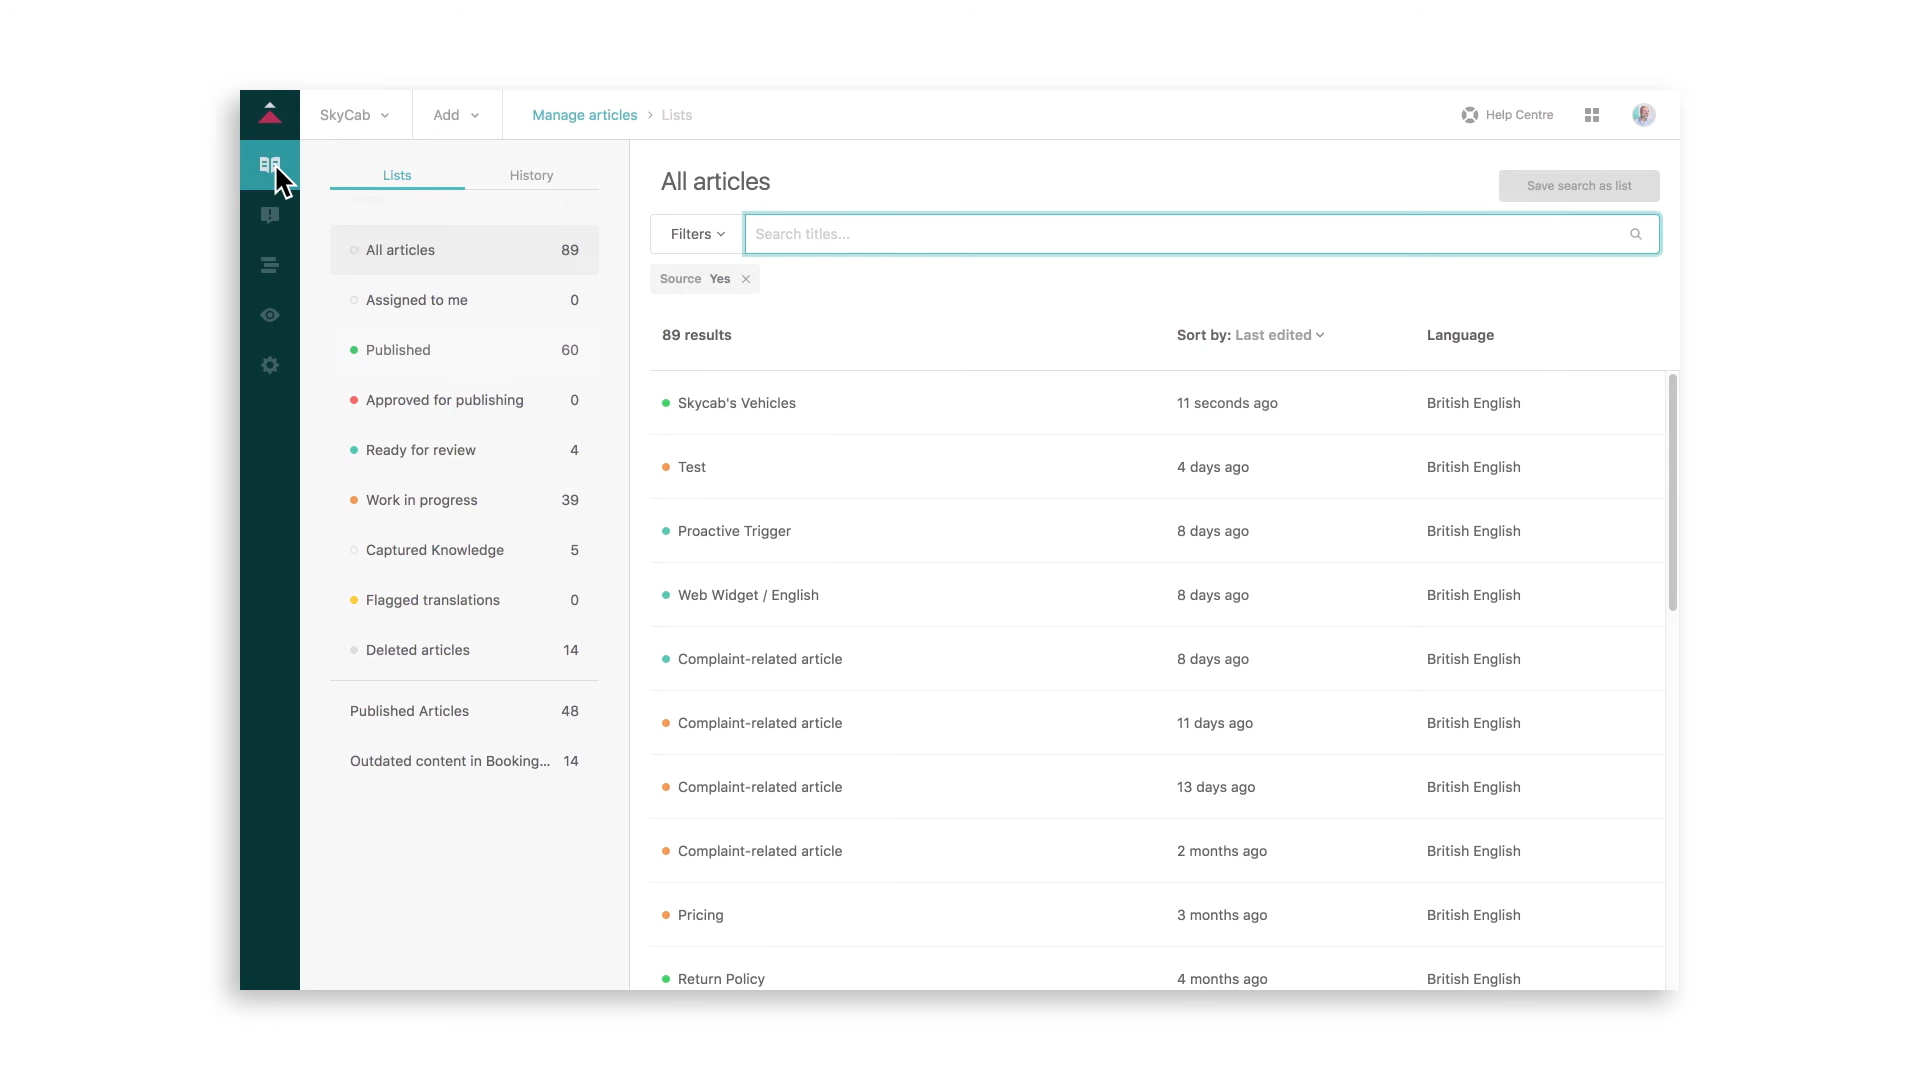 SkyCab
Add
Manage articles > Lists
Help Centre
Lists
History
All articles 89
Assigned to me 0
Published 60
Approved for publishing 0
Ready for review 4
Work in progress 39
Captured Knowledge 5
Flagged translations 0
Deleted articles 14
Published Articles 48
Outdated content in Booking... 14
All articles
Save search as list
Filters
Search titles...
Source Yes
89 results Sort by: Last edited Language
Skycab's Vehicles 11 seconds ago British English
Test 4 days ago British English
Proactive Trigger 8 days ago British English
Web Widget / English 8 days ago British English
Complaint-related article 8 days ago British English
Complaint-related article 11 days ago British English
Complaint-related article 13 days ago British English
Complaint-related article 2 months ago British English
Pricing 3 months ago British English
Return Policy 4 months ago British English